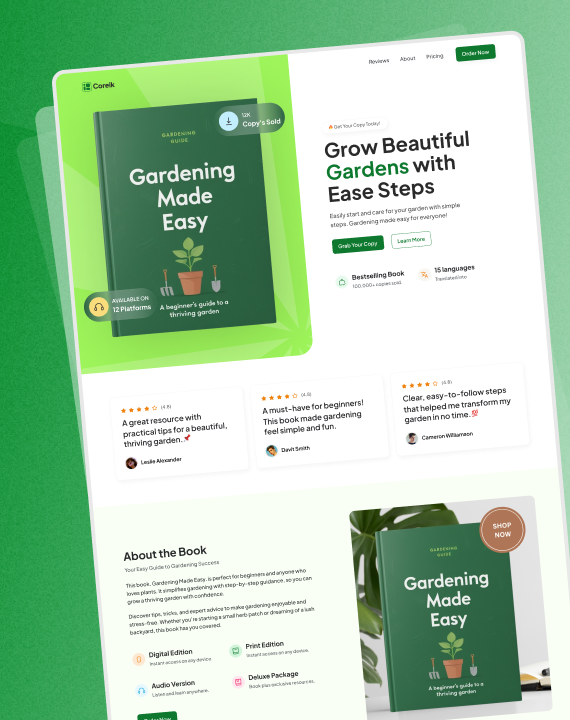 Coreik
Reviews
About
Pricing
Order Now
GARDENING
GUIDE
Gardening
Made
Easy
A beginner's guide to a
thriving garden
12K
Copy's Sold
AVAILABLE ON
12 Platforms
Get Your Copy Today!
Grow Beautiful
Gardens with
Ease Steps
Easily start and care for your garden with simple
steps. Gardening made easy for everyone!
Grab Your Copy
Learn More
Bestselling Book
100,000+ copies sold
15 languages
Translated into
(4.8)
A great resource with
practical tips for a beautiful,
thriving garden.📌
Leslie Alexander
(4.8)
A must-have for beginners!
This book made gardening
feel simple and fun.
Davit Smith
(4.8)
Clear, easy-to-follow steps
that helped me transform my
garden in no time.💯
Cameron Williamson
About the Book
Your Easy Guide to Gardening Success
This book, Gardening Made Easy, is perfect for beginners and anyone who
loves plants. It simplifies gardening with step-by-step guidance, so you can
grow a thriving garden with confidence.
Discover tips, tricks, and expert advice to make gardening enjoyable and
stress-free. Whether you're starting a small herb patch or dreaming of a lush
backyard, this book has you covered.
Digital Edition
Instant access on any device.
Print Edition
Instant access on any device.
Audio Version
Listen and learn anywhere.
Deluxe Package
Book plus exclusive resources.
Order Now
SHOP
NOW
GARDENING
GUIDE
Gardening
Made
Easy
A beginner's guide to a
thriving garden